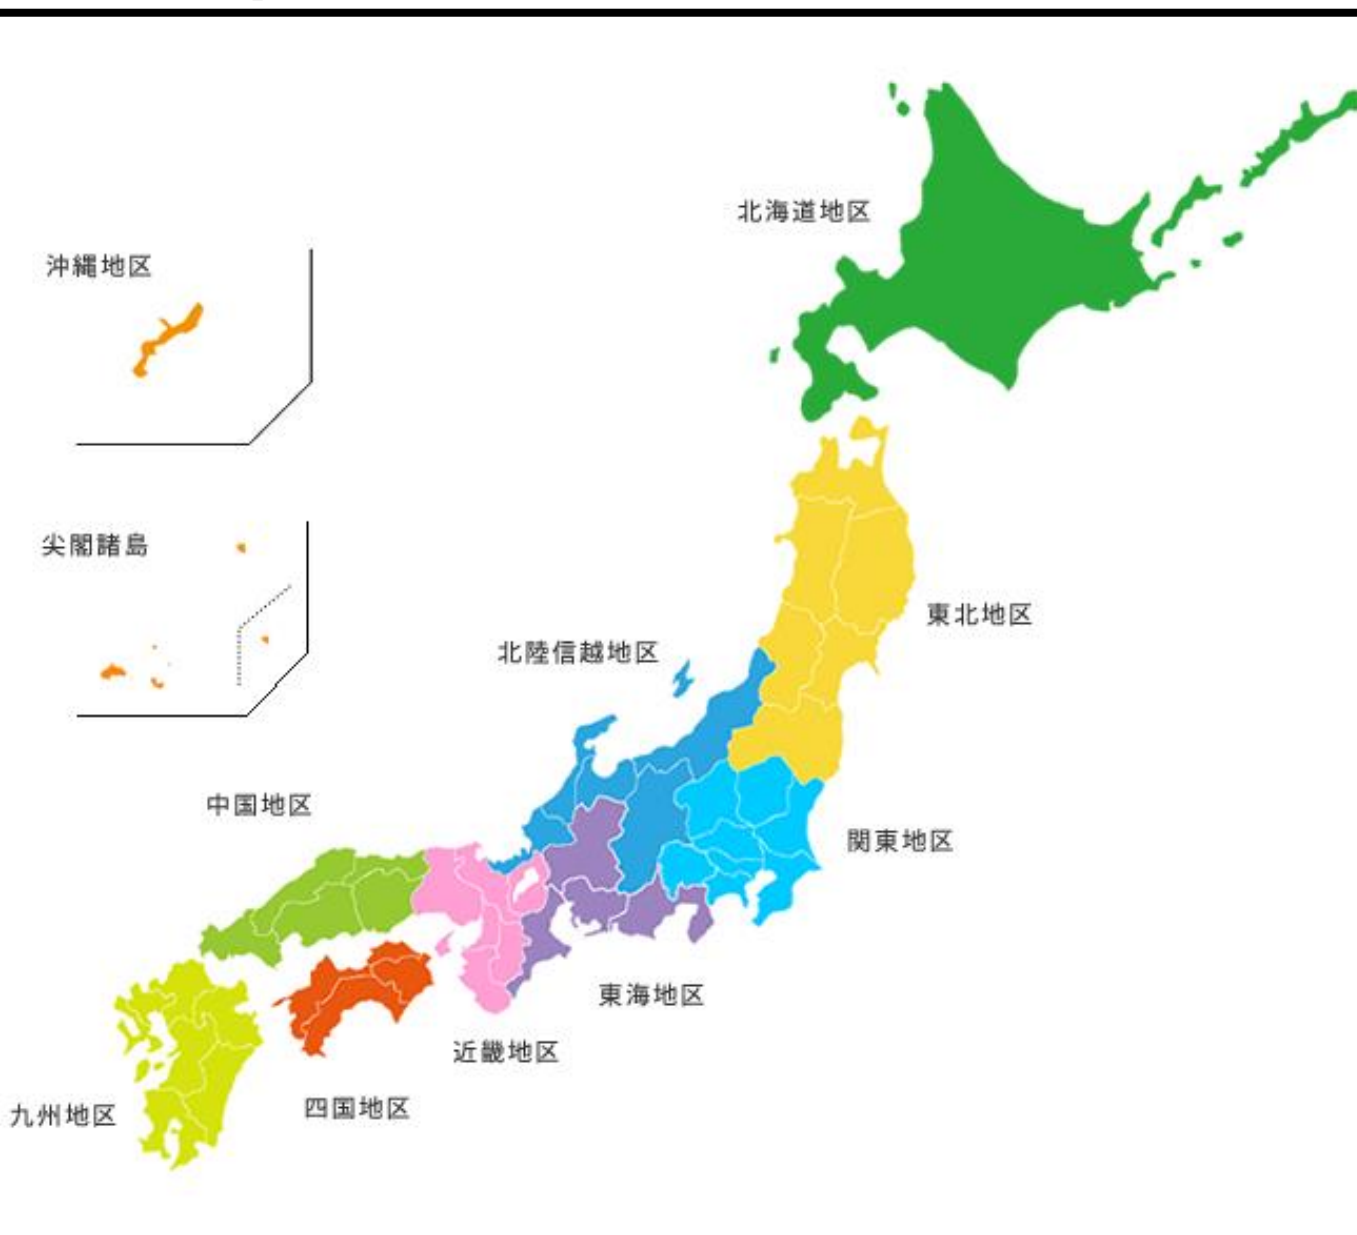 北海道地区
沖縄地区
尖閣諸島
東北地区
北陸信越地区
中国地区
関東地区
東海地区
近畿地区
四国地区
九州地区